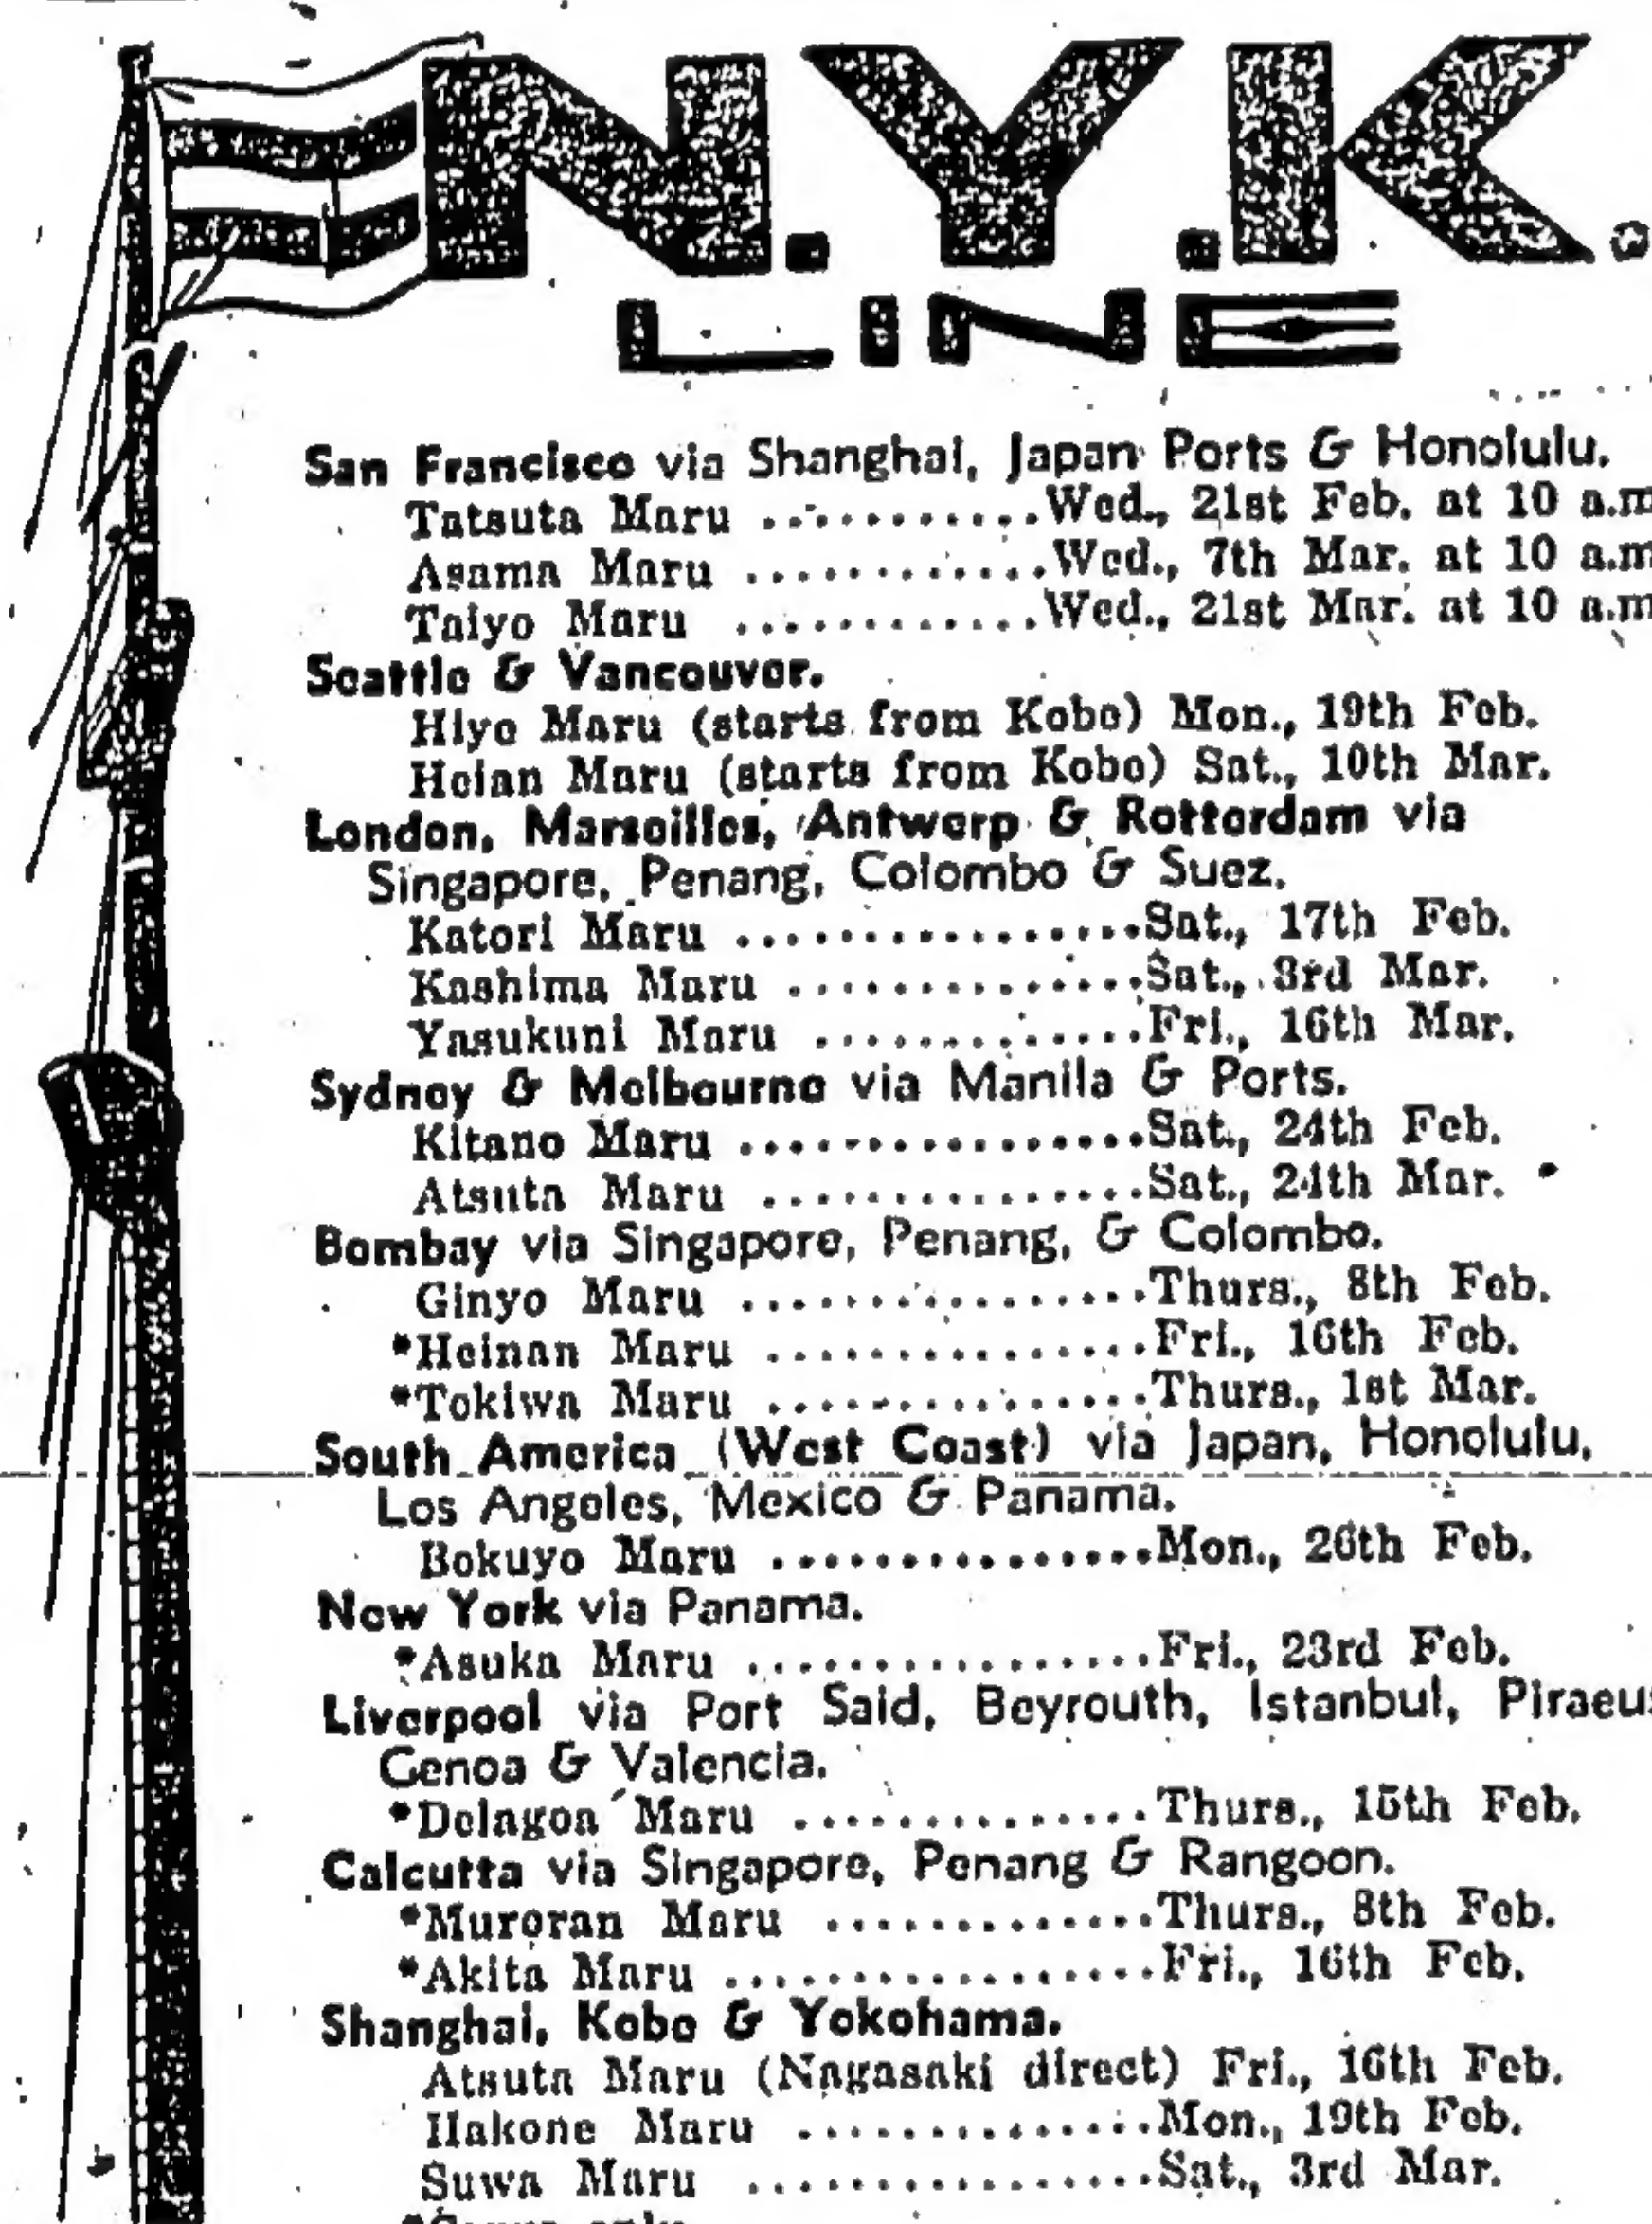 N.Y.K.
LINE
San Francisco via Shanghai, Japan Ports & Honolulu.
Tatsuta Maru ...........Wed., 21st Feb. at 10 a.m
Asama Maru ............Wed., 7th Mar. at 10 a.m
Taiyo Maru ............Wed., 21st Mar. at 10 a.m
Seattle & Vancouver.
Hiye Maru (starts from Kobe) Mon., 19th Feb.
Heian Maru (starts from Kobe) Sat., 10th Mar.
London, Marseilles, Antwerp & Rotterdam via
Singapore, Penang, Colombo & Suez.
Katori Maru ................Sat., 17th Feb.
Kashima Maru ..............Sat., 3rd Mar.
Yasukuni Maru .............Fri., 16th Mar.
Sydney & Melbourne via Manila & Ports.
Kitano Maru ................Sat., 24th Feb.
Atsuta Maru ...............Sat., 24th Mar.
Bombay via Singapore, Penang, & Colombo.
Ginyo Maru ................Thurs., 8th Feb.
*Heinan Maru ...............Fri., 16th Feb.
*Tokiwa Maru ...............Thurs., 1st Mar.
South America (West Coast) via Japan, Honolulu,
Los Angeles, Mexico & Panama.
Bokuyo Maru ...............Mon., 26th Feb.
New York via Panama.
*Asuka Maru ................Fri., 23rd Feb.
Liverpool via Port Said, Beyrouth, Istanbul, Piraeus
Genoa & Valencia.
*Delagoa Maru ..............Thurs., 15th Feb.
Calcutta via Singapore, Penang & Rangoon.
*Muroran Maru .............Thurs., 8th Feb.
*Akita Maru .................Fri., 16th Feb.
Shanghai, Kobe & Yokohama.
Atsuta Maru (Nagasaki direct) Fri., 16th Feb.
Hakone Maru ..............Mon., 19th Feb.
Suwa Maru ................Sat., 3rd Mar.